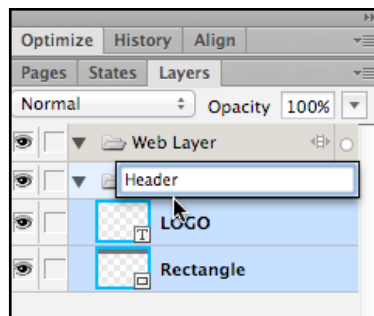 Optimize History Align
Pages States Layers
Normal Opacity 100%
Web Layer
Header
T LOGO
Rectangle